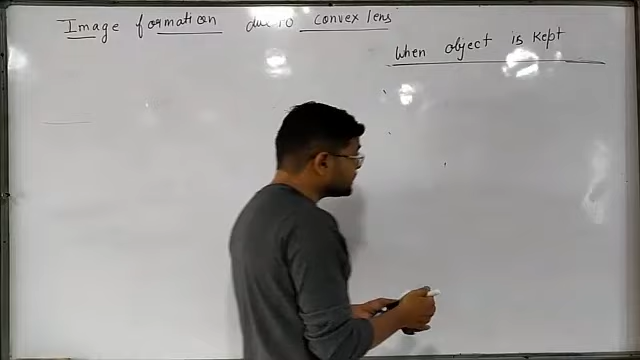 Image formation due to convex lens
When object is kept